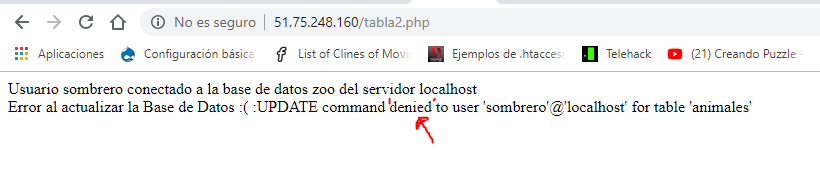 No es seguro | 51.75.248.160/tabla2.php
Aplicaciones Configuración básica List of Clines of Movi Ejemplos de .htacces Telehack (21) Creando Puzzle -
Usuario sombrero conectado a la base de datos zoo del servidor localhost
Error al actualizar la Base de Datos :( :UPDATE command 'denied' to user 'sombrero'@'localhost' for table 'animales'